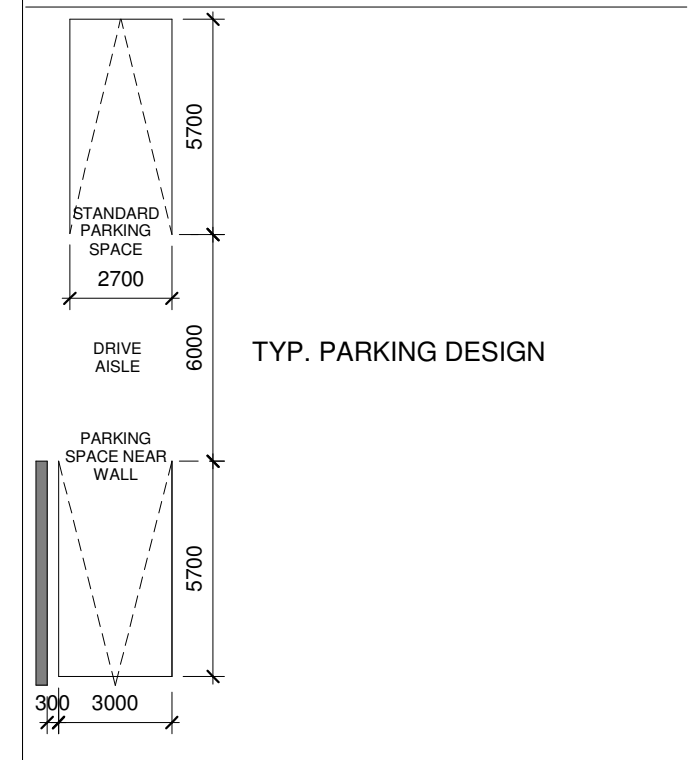 5700
STANDARD
PARKING
SPACE
2700
DRIVE
AISLE
6000
TYP. PARKING DESIGN
PARKING
SPACE NEAR
WALL
5700
300 3000